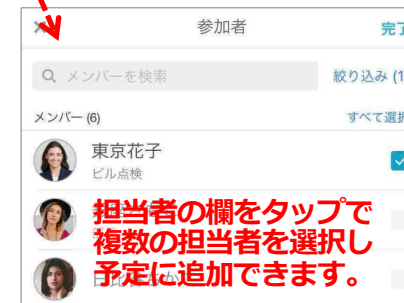 参加者
完了
メンバーを検索
絞り込み (1
メンバー (6)
すべて選択
東京花子
ビル点検
担当者の欄をタップで
複数の担当者を選択し
予定に追加できます。